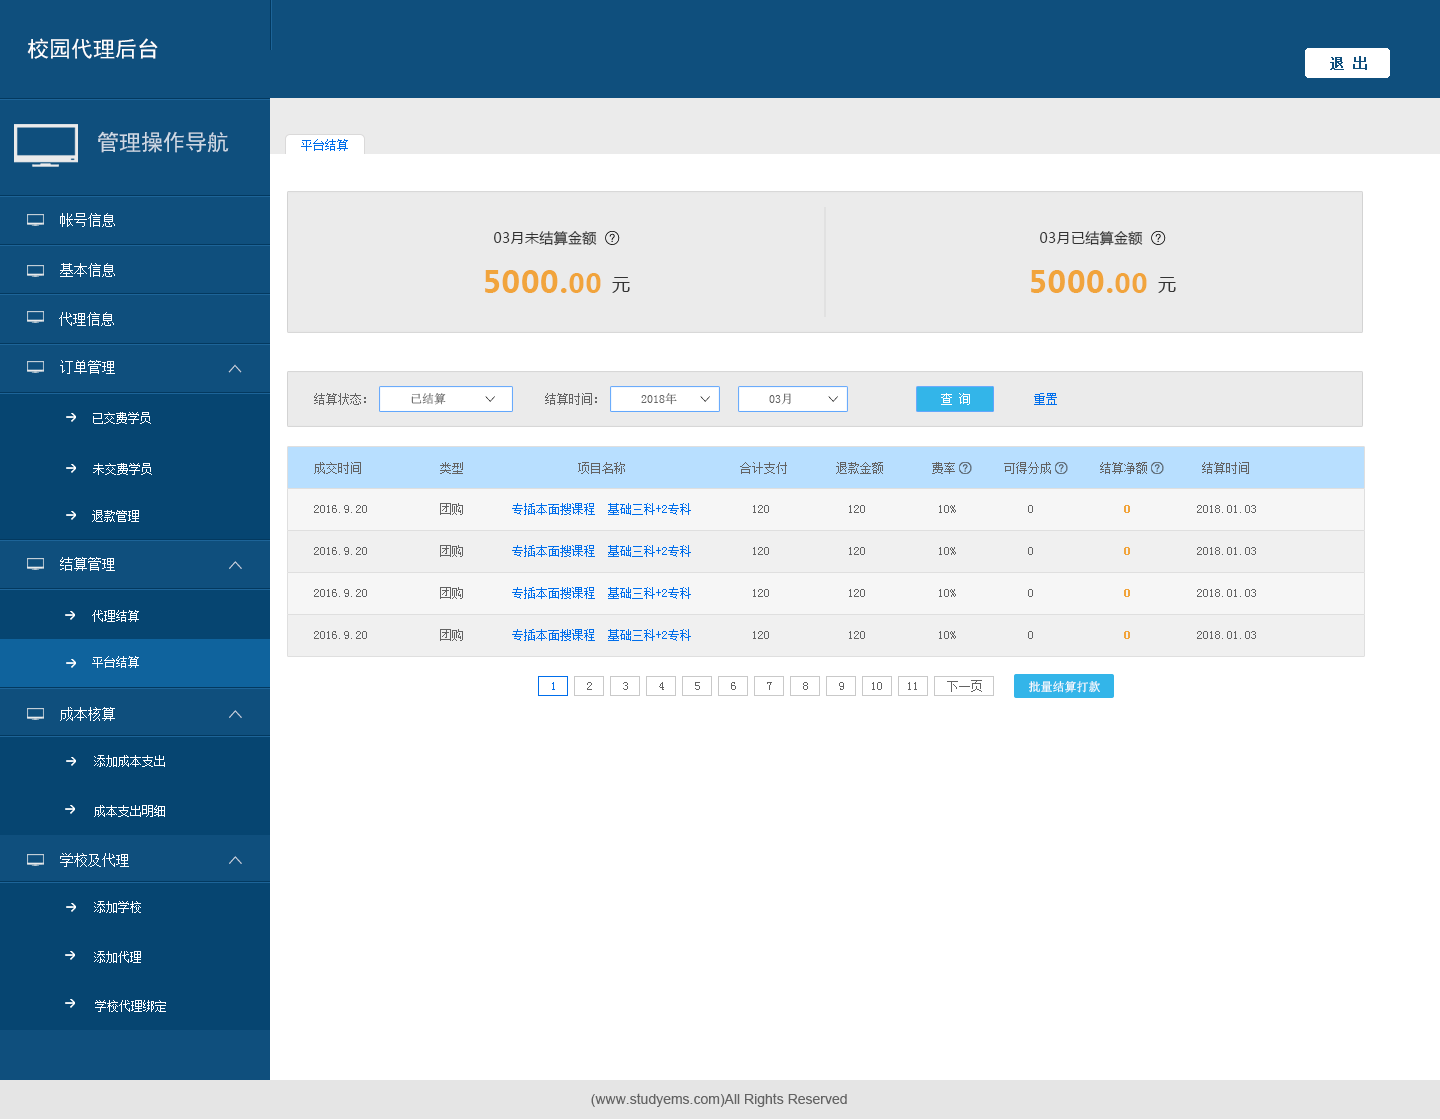 校园代理后台
退 出
管理操作导航
帐号信息
基本信息
代理信息
订单管理
已交费学员
未交费学员
退款管理
结算管理
代理结算
平台结算
成本核算
添加成本支出
成本支出明细
学校及代理
添加学校
添加代理
学校代理绑定
平台结算
03月未结算金额 ?
5000.00 元
03月已结算金额 ?
5000.00 元
结算状态: 已结算 结算时间: 2018年 03月 查 询 重置
成交时间 类型 项目名称 合计支付 退款金额 费率 ? 可得分成 ? 结算净额 ? 结算时间
2016.9.20 团购 专插本面搜课程 基础三科+2专科 120 120 10% 0 0 2018.01.03
2016.9.20 团购 专插本面搜课程 基础三科+2专科 120 120 10% 0 0 2018.01.03
2016.9.20 团购 专插本面搜课程 基础三科+2专科 120 120 10% 0 0 2018.01.03
2016.9.20 团购 专插本面搜课程 基础三科+2专科 120 120 10% 0 0 2018.01.03
1 2 3 4 5 6 7 8 9 10 11 下一页 批量结算打款
(www.studyems.com)All Rights Reserved